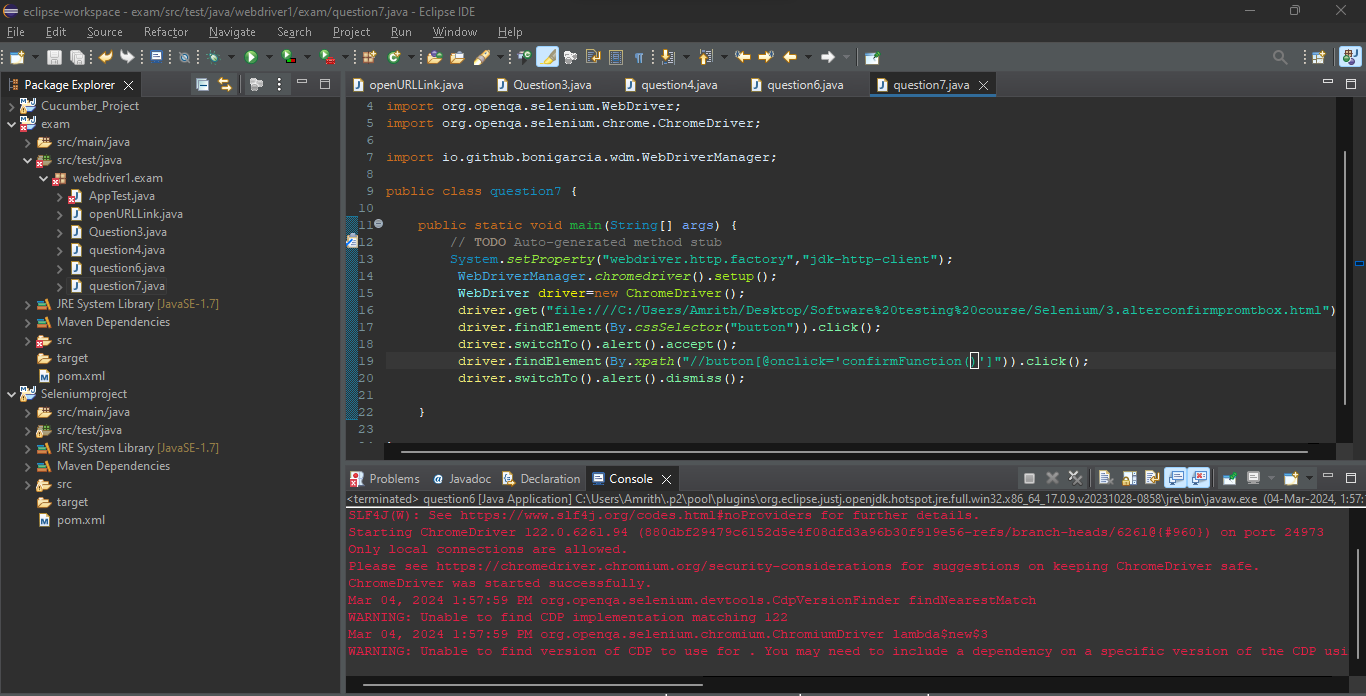 eclipse-workspace - exam/src/test/java/webdriver1/exam/question7.java - Eclipse IDE
File Edit Source Refactor Navigate Search Project Run Window Help
Package Explorer
Cucumber_Project
exam
src/main/java
src/test/java
webdriver1.exam
AppTest.java
openURLLink.java
Question3.java
question4.java
question6.java
question7.java
JRE System Library [JavaSE-1.7]
Maven Dependencies
src
target
pom.xml
Seleniumproject
src/main/java
src/test/java
JRE System Library [JavaSE-1.7]
Maven Dependencies
src
target
pom.xml
openURLLink.java Question3.java question4.java question6.java question7.java
4 import org.openqa.selenium.WebDriver;
5 import org.openqa.selenium.chrome.ChromeDriver;
6
7 import io.github.bonigarcia.wdm.WebDriverManager;
8
9 public class question7 {
10
11 public static void main(String[] args) {
12 // TODO Auto-generated method stub
13 System.setProperty("webdriver.http.factory","jdk-http-client");
14 WebDriverManager.chromedriver().setup();
15 WebDriver driver=new ChromeDriver();
16 driver.get("file:///C:/Users/Amrith/Desktop/Software%20testing%20course/Selenium/3.alterconfirmpromtbox.html")
17 driver.findElement(By.cssSelector("button")).click();
18 driver.switchTo().alert().accept();
19 driver.findElement(By.xpath("//button[@onclick='confirmFunction()']")).click();
20 driver.switchTo().alert().dismiss();
21
22 }
23
Problems Javadoc Declaration Console
<terminated> question6 [Java Application] C:\Users\Amrith\.p2\pool\plugins\org.eclipse.justj.openjdk.hotspot.jre.full.win32.x86_64_17.0.9.v20231028-0858\jre\bin\javaw.exe (04-Mar-2024, 1:57:
SLF4J(W): See https://www.slf4j.org/codes.html#noProviders for further details.
Starting ChromeDriver 122.0.6261.94 (880dbf29479c6152d5e4f08dfd3a96b30f919e56-refs/branch-heads/6261@{#960}) on port 24973
Only local connections are allowed.
Please see https://chromedriver.chromium.org/security-considerations for suggestions on keeping ChromeDriver safe.
ChromeDriver was started successfully.
Mar 04, 2024 1:57:59 PM org.openqa.selenium.devtools.CdpVersionFinder findNearestMatch
WARNING: Unable to find CDP implementation matching 122
Mar 04, 2024 1:57:59 PM org.openqa.selenium.chromium.ChromiumDriver lambda$new$3
WARNING: Unable to find version of CDP to use for . You may need to include a dependency on a specific version of the CDP usi